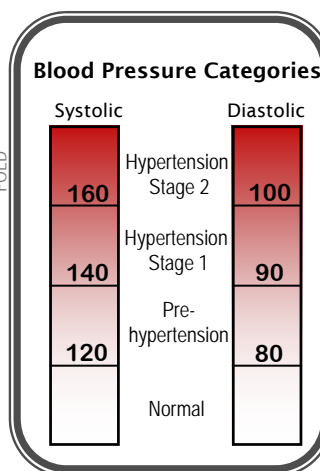 Blood Pressure Categories
Systolic
Diastolic
Hypertension
Stage 2
160
100
Hypertension
Stage 1
140
90
Pre-
hypertension
120
80
Normal
FOLD